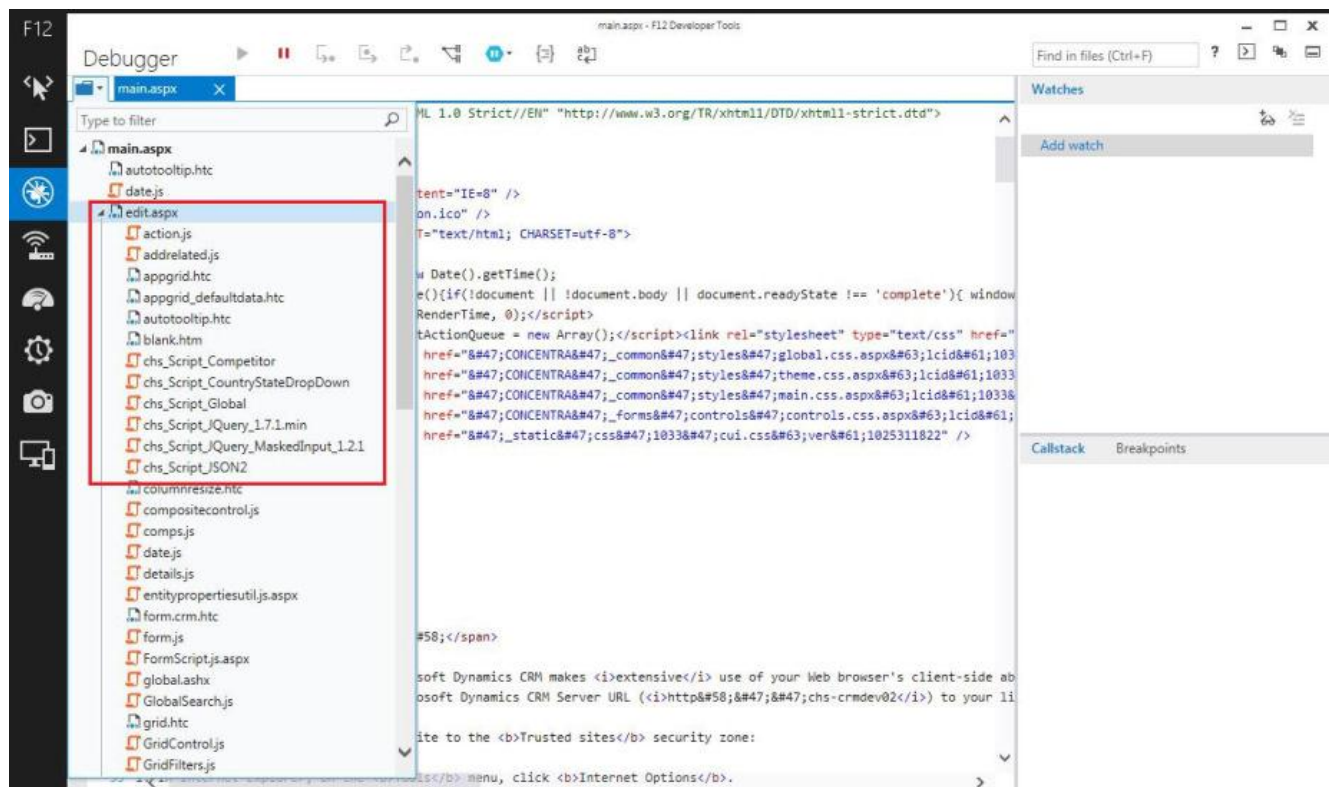 F12
main.aspx - F12 Developer Tools
Debugger
Find in files (Ctrl+F)
?
main.aspx X
Watches
Type to filter
ML 1.0 Strict//EN" "http://www.w3.org/TR/xhtml1/DTD/xhtml1-strict.dtd">
main.aspx
Add watch
autotooltip.htc
date.js
tent="IE=8" />
edit.aspx
on.ico" />
action.js
T="text/html; CHARSET=utf-8">
addrelated.js
appgrid.htc
w Date().getTime();
appgrid_defaultdata.htc
e(){if(!document || !document.body || document.readyState !== 'complete'){ window
autotooltip.htc
RenderTime, 0);</script>
blank.htm
tActionQueue = new Array();</script><link rel="stylesheet" type="text/css" href="
chs_Script_Competitor
href="&#47;CONCENTRA&#47;_common&#47;styles&#47;global.css.aspx&#63;lcid&#61;103
chs_Script_CountryStateDropDown
href="&#47;CONCENTRA&#47;_common&#47;styles&#47;theme.css.aspx&#63;lcid&#61;1033
chs_Script_Global
href="&#47;CONCENTRA&#47;_common&#47;styles&#47;main.css.aspx&#63;lcid&#61;1033&
chs_Script_JQuery_1.7.1.min
href="&#47;CONCENTRA&#47;_forms&#47;controls&#47;controls.css.aspx&#63;lcid&#61;
chs_Script_JQuery_MaskedInput_1.2.1
href="&#47;_static&#47;css&#47;1033&#47;cui.css&#63;ver&#61;1025311822" />
Callstack Breakpoints
chs_Script_JSON2
columnresize.htc
compositecontrol.js
comps.js
date.js
details.js
entitypropertiesutil.js.aspx
form.crm.htc
form.js
#58;</span>
FormScript.js.aspx
global.ashx
soft Dynamics CRM makes <i>extensive</i> use of your Web browser's client-side ab
GlobalSearch.js
osoft Dynamics CRM Server URL (<i>http&#58;&#47;&#47;chs-crmdev02</i>) to your li
grid.htc
GridControl.js
ite to the <b>Trusted sites</b> security zone:
GridFilters.js
menu, click <b>Internet Options</b>.